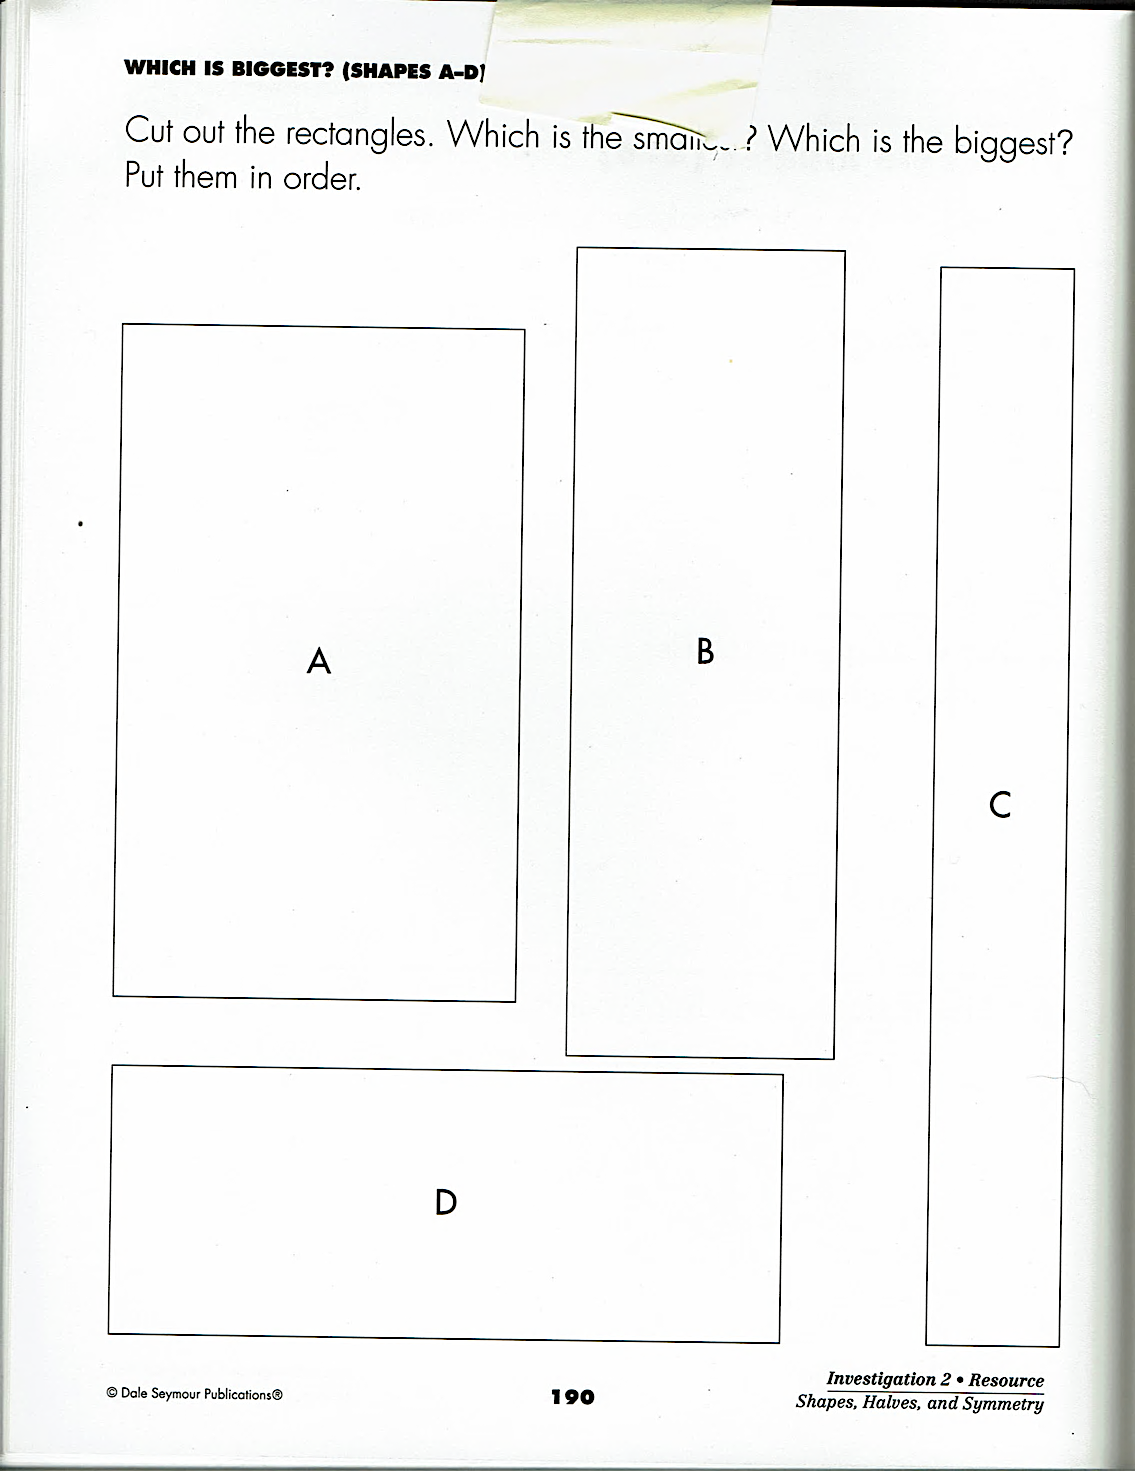 WHICH IS BIGGEST? (SHAPES A–D)
Cut out the rectangles. Which is the ? Which is the biggest?
Put them in order.
A
B
C
D
© Dale Seymour Publications®
190
Investigation 2 • Resource
Shapes, Halves, and Symmetry